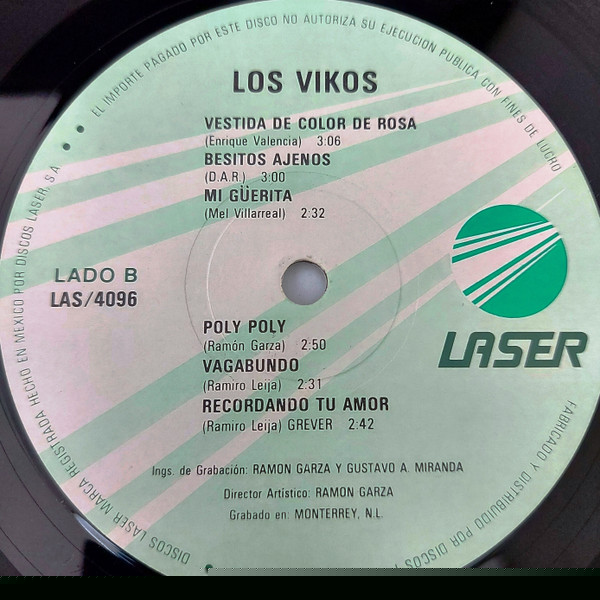 EL IMPORTE PAGADO POR ESTE DISCO NO AUTORIZA SU EJECUCION PUBLICA CON FINES DE LUCRO
LOS VIKOS
VESTIDA DE COLOR DE ROSA
(Enrique Valencia) 3:06
BESITOS AJENOS
(D.A.R.) 3:00
MI GÜERITA
(Mel Villarreal) 2:32
LADO B
LAS/4096
LASER
POLY POLY
(Ramón Garza) 2:50
VAGABUNDO
(Ramiro Leija) 2:31
RECORDANDO TU AMOR
(Ramiro Leija) GREVER 2:42
Ings. de Grabación: RAMON GARZA Y GUSTAVO A. MIRANDA
Director Artístico: RAMON GARZA
Grabado en: MONTERREY, N.L.
DISCOS LASER MARCA REGISTRADA HECHO EN MEXICO POR DISCOS LASER, S.A.
FABRICADO Y DISTRIBUIDO POR DISCOS